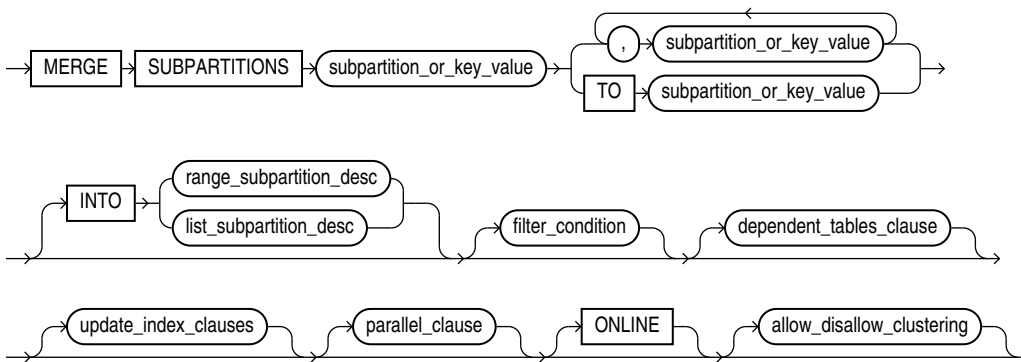 MERGE SUBPARTITIONS subpartition_or_key_value , subpartition_or_key_value
TO subpartition_or_key_value
INTO range_subpartition_desc
list_subpartition_desc
filter_condition dependent_tables_clause
update_index_clauses parallel_clause ONLINE allow_disallow_clustering